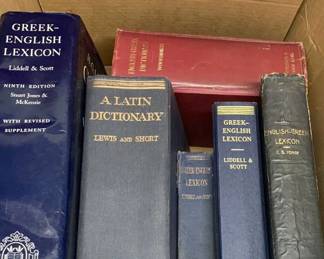 GREEK-
ENGLISH
LEXICON
Liddell & Scott
NINTH EDITION
Stuart Jones &
McKenzie
WITH REVISED
SUPPLEMENT
A LATIN
DICTIONARY
LEWIS AND SHORT
LEXICON
GREEK-
ENGLISH
LEXICON
LIDDELL &
SCOTT
ENGLISH-GREEK
LEXICON